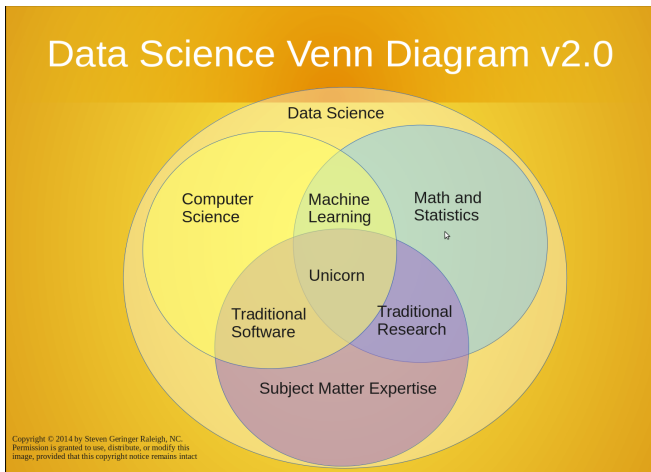 Data Science Venn Diagram v2.0
Data Science
Computer
Science
Machine
Learning
Math and
Statistics
Unicorn
Traditional
Software
Traditional
Research
Subject Matter Expertise
Copyright © 2014 by Steven Geringer Raleigh, NC.
Permission is granted to use, distribute, or modify this
image, provided that this copyright notice remains intact